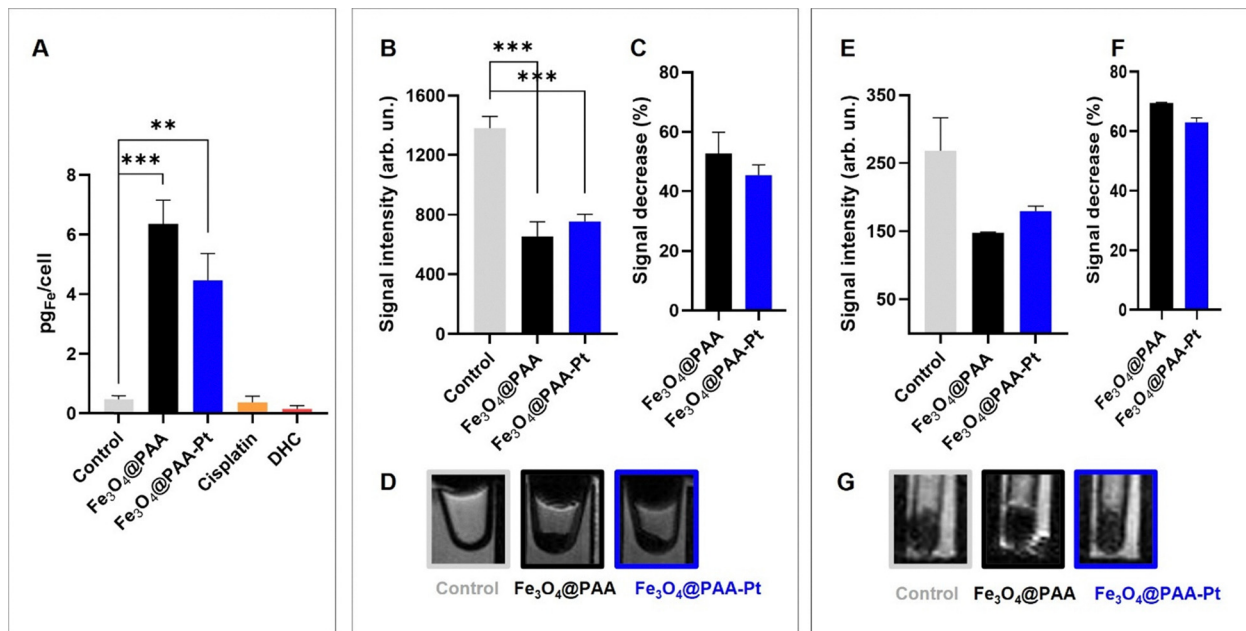 A
**
***
8
6
4
2
0
pgFe/cell
Control
Fe₃O₄@PAA
Fe₃O₄@PAA-Pt
Cisplatin
DHC
B
***
***
1600
1300
800
400
0
Signal intensity (arb. un.)
Control
Fe₃O₄@PAA
Fe₃O₄@PAA-Pt
C
80
60
40
20
0
Signal decrease (%)
Fe₃O₄@PAA
Fe₃O₄@PAA-Pt
D
Control
Fe₃O₄@PAA
Fe₃O₄@PAA-Pt
E
350
250
150
50
Signal intensity (arb. un.)
Control
Fe₃O₄@PAA
Fe₃O₄@PAA-Pt
F
80
60
40
20
0
Signal decrease (%)
Fe₃O₄@PAA
Fe₃O₄@PAA-Pt
G
Control
Fe₃O₄@PAA
Fe₃O₄@PAA-Pt